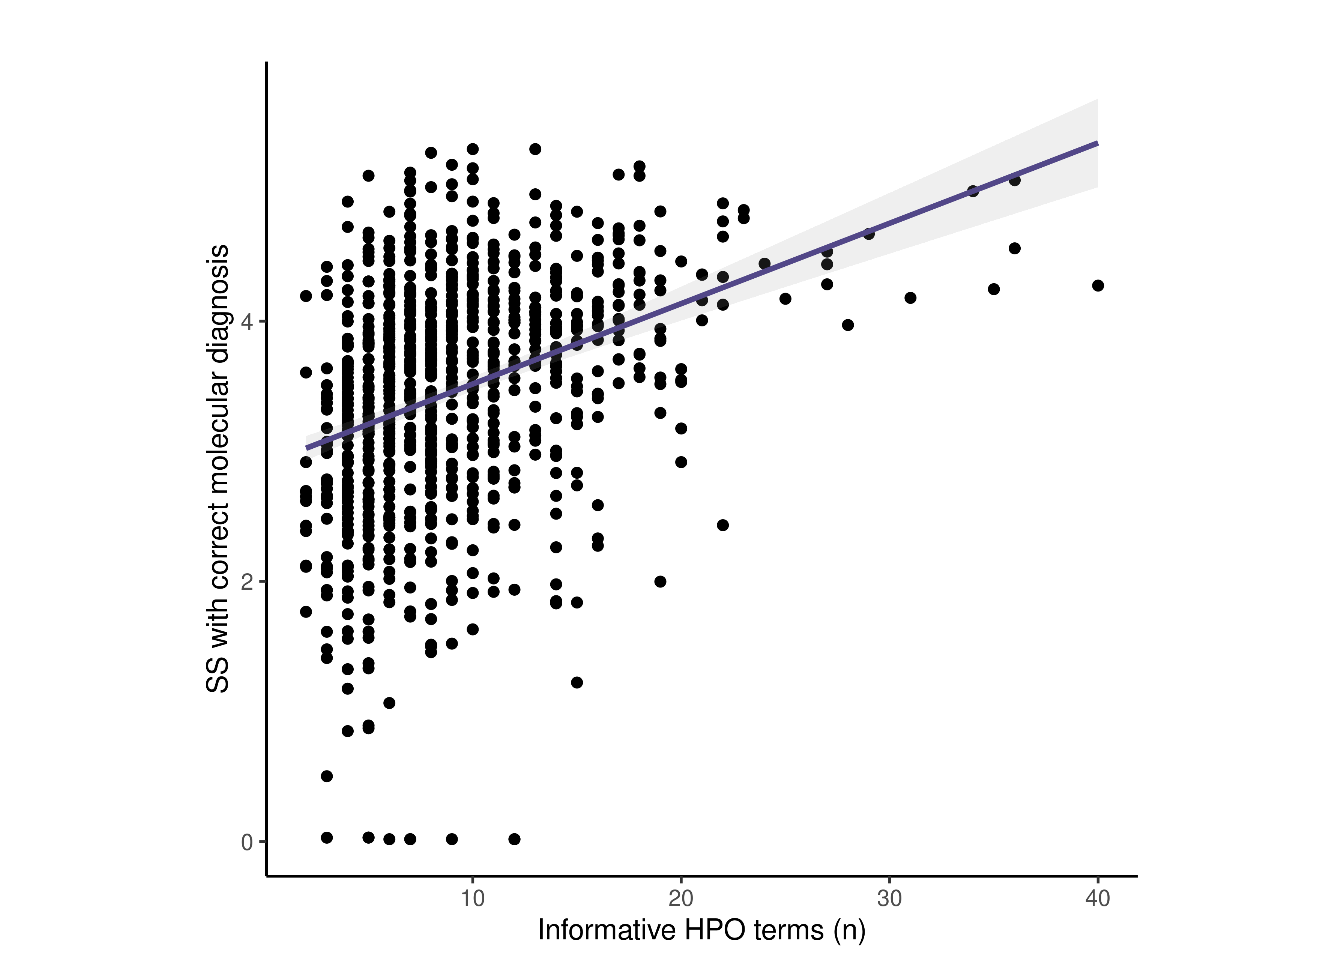 SS with correct molecular diagnosis
4
2
0
10 20 30 40
Informative HPO terms (n)